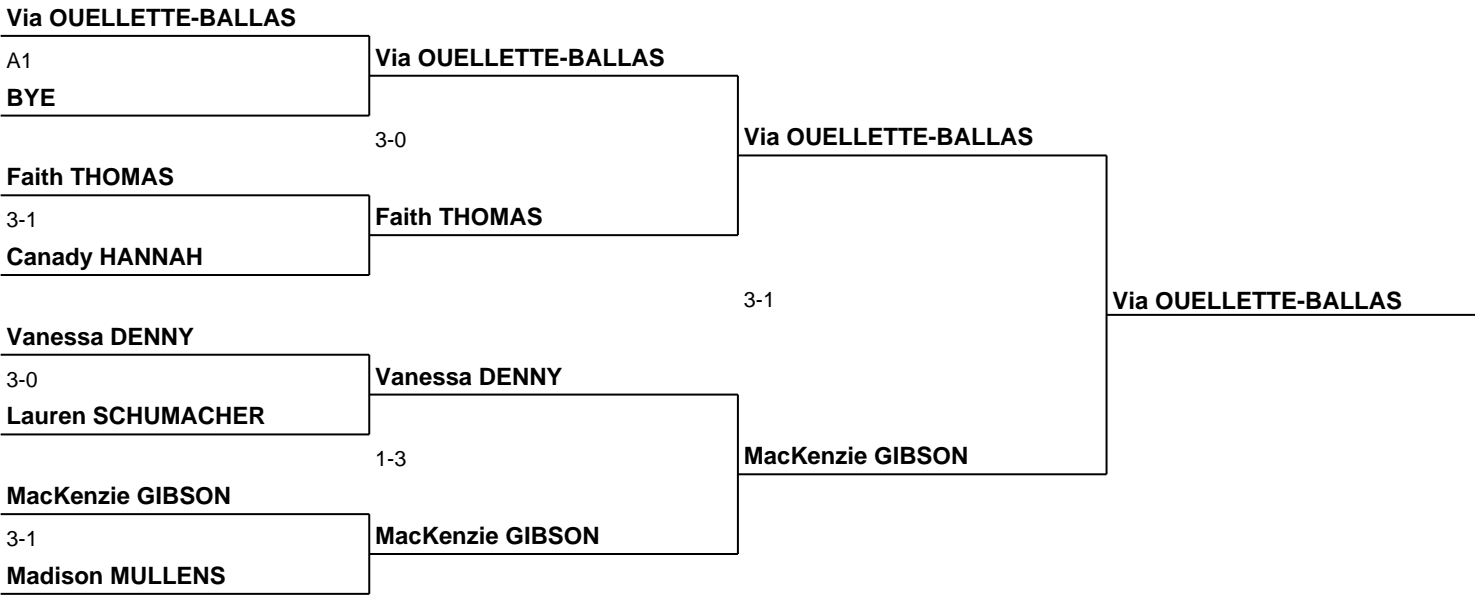 Via OUELLETTE-BALLAS
A1
BYE
Faith THOMAS
3-1
Canady HANNAH
Vanessa DENNY
3-0
Lauren SCHUMACHER
MacKenzie GIBSON
3-1
Madison MULLENS
Via OUELLETTE-BALLAS
3-0
Faith THOMAS
Vanessa DENNY
1-3
MacKenzie GIBSON
Via OUELLETTE-BALLAS
3-1
MacKenzie GIBSON
Via OUELLETTE-BALLAS